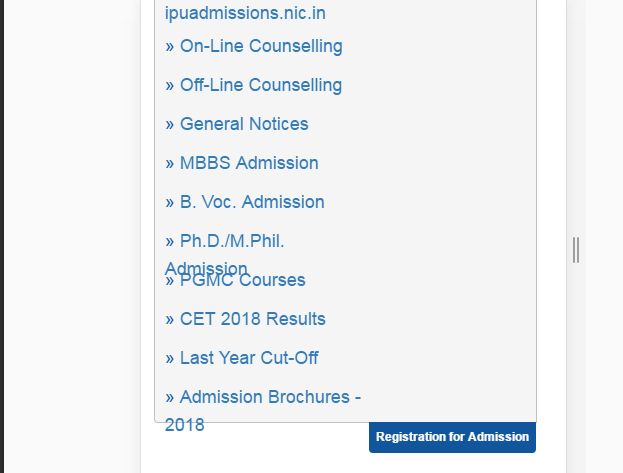 ipuadmissions.nic.in
» On-Line Counselling
» Off-Line Counselling
» General Notices
» MBBS Admission
» B. Voc. Admission
» Ph.D./M.Phil.
Admission
» PGMC Courses
» CET 2018 Results
» Last Year Cut-Off
» Admission Brochures -
2018
Registration for Admission